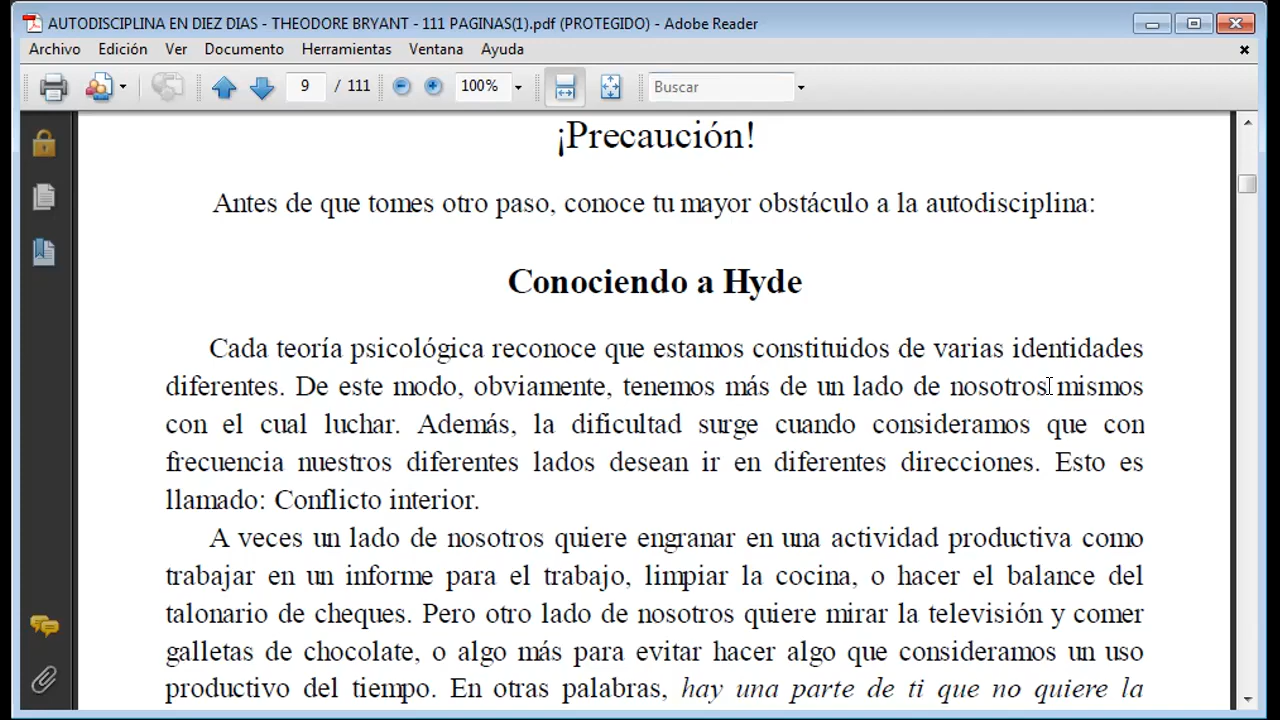 AUTODISCIPLINA EN DIEZ DIAS - THEODORE BRYANT - 111 PAGINAS(1).pdf (PROTEGIDO) - Adobe Reader
Archivo Edición Ver Documento Herramientas Ventana Ayuda
9 / 111 100% Buscar
¡Precaución!
Antes de que tomes otro paso, conoce tu mayor obstáculo a la autodisciplina:
Conociendo a Hyde
Cada teoría psicológica reconoce que estamos constituidos de varias identidades
diferentes. De este modo, obviamente, tenemos más de un lado de nosotros mismos
con el cual luchar. Además, la dificultad surge cuando consideramos que con
frecuencia nuestros diferentes lados desean ir en diferentes direcciones. Esto es
llamado: Conflicto interior.
A veces un lado de nosotros quiere engranar en una actividad productiva como
trabajar en un informe para el trabajo, limpiar la cocina, o hacer el balance del
talonario de cheques. Pero otro lado de nosotros quiere mirar la televisión y comer
galletas de chocolate, o algo más para evitar hacer algo que consideramos un uso
productivo del tiempo. En otras palabras, hay una parte de ti que no quiere la